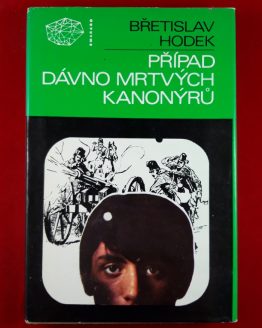 BŘETISLAV
HODEK
PŘÍPAD
DÁVNO MRTVÝCH
KANONÝRŮ